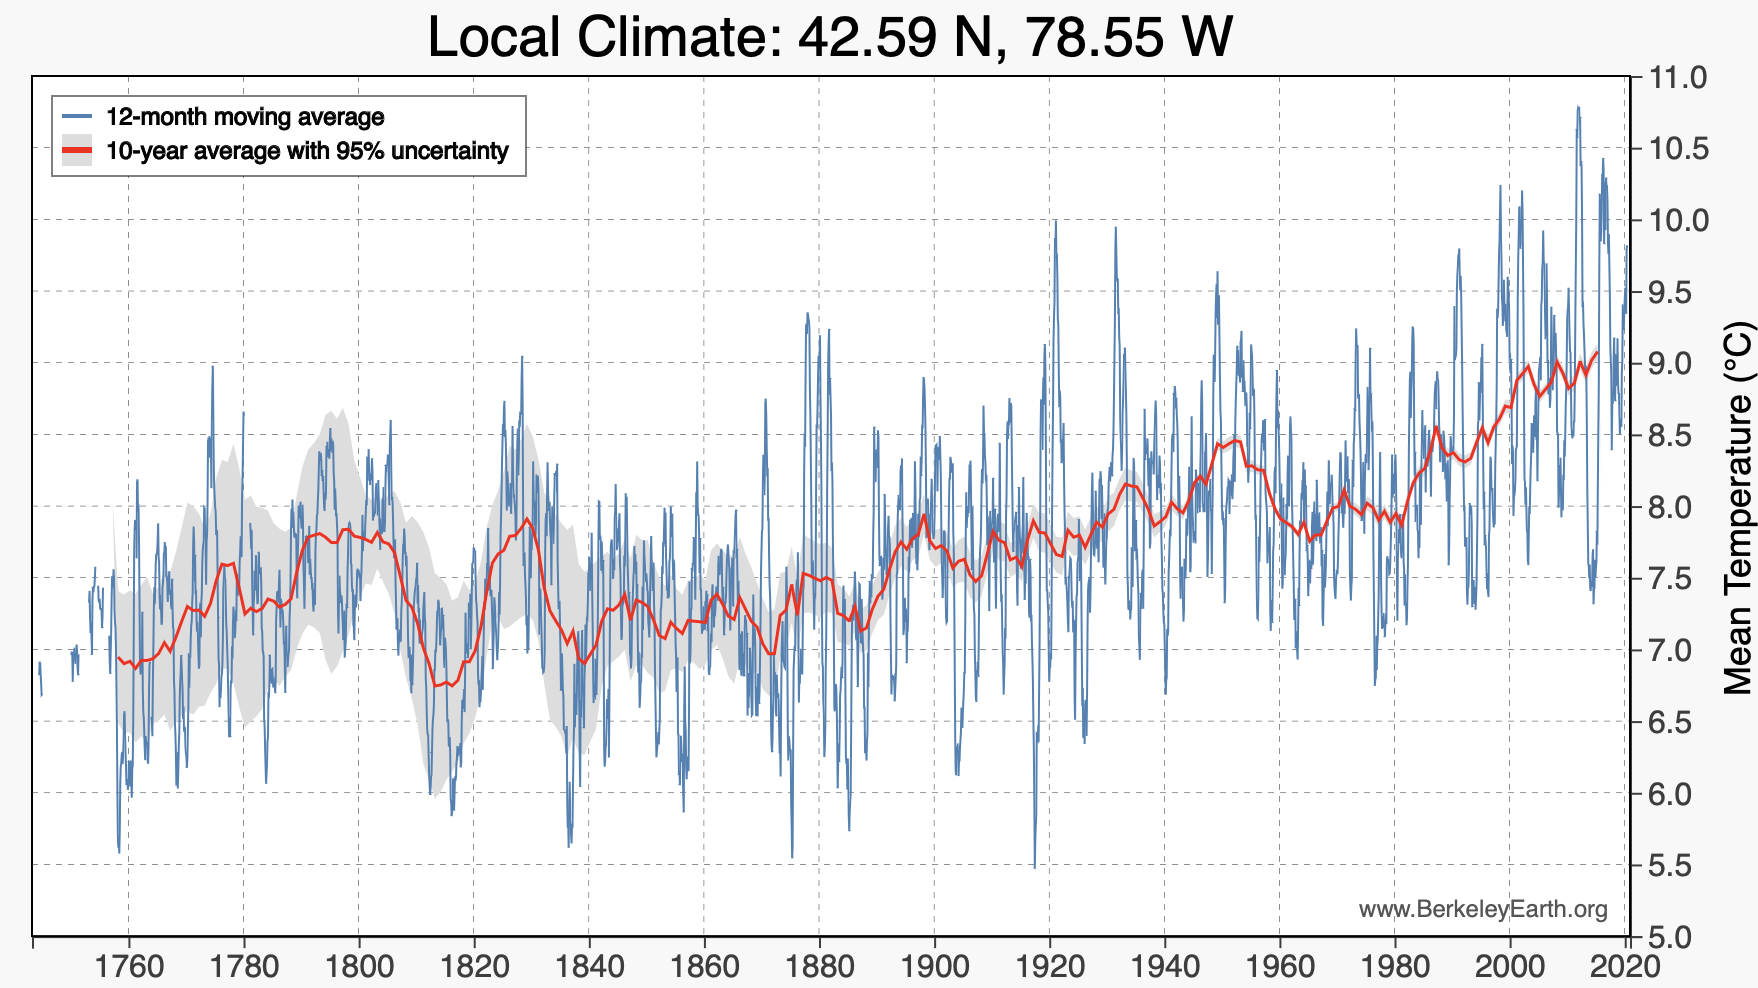 Local Climate: 42.59 N, 78.55 W
12-month moving average
10-year average with 95% uncertainty
11.0
10.5
10.0
9.5
9.0
8.5
8.0
7.5
7.0
6.5
6.0
5.5
5.0
Mean Temperature (°C)
www.BerkeleyEarth.org
1760 1780 1800 1820 1840 1860 1880 1900 1920 1940 1960 1980 2000 2020